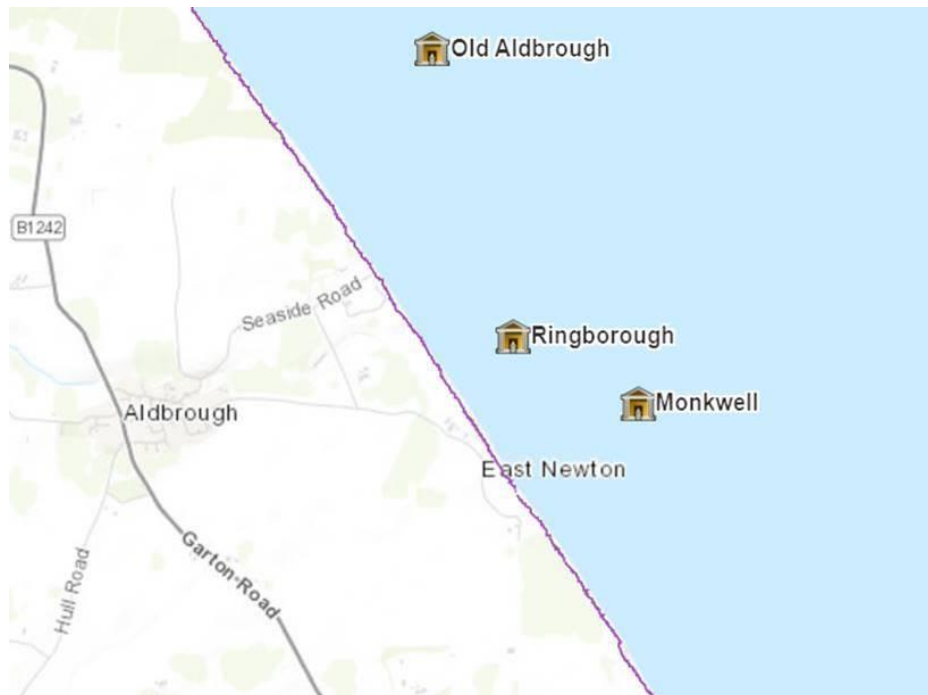 Old Aldbrough
B1242
Seaside Road
Ringborough
Monkwell
Aldbrough
East Newton
Garton-Road
Hull Road